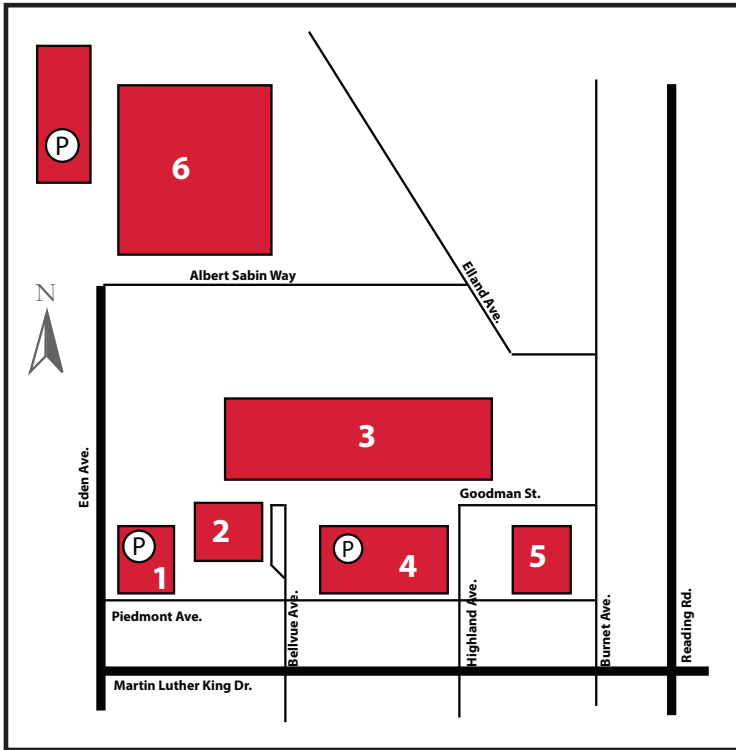 P
6
Albert Sabin Way
Elland Ave.
N
3
Eden Ave.
Goodman St.
2
P
1
P
4
5
Piedmont Ave.
Bellvue Ave.
Highland Ave.
Burnet Ave.
Reading Rd.
Martin Luther King Dr.